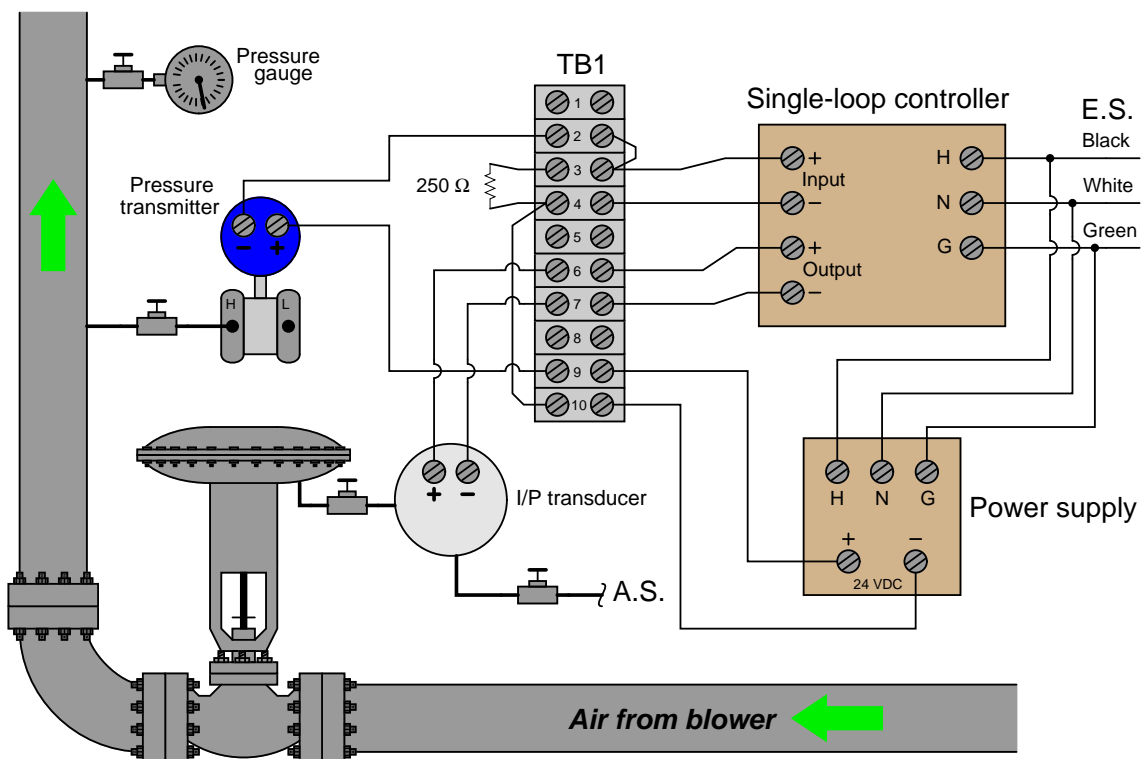 Pressure
gauge
TB1
1
2
3
4
5
6
7
8
9
10
250 Ω
Pressure
transmitter
− +
H L
Single-loop controller
+
Input
−
+
Output
−
H
N
G
E.S.
Black
White
Green
+ −
I/P transducer
A.S.
H N G
Power supply
+ −
24 VDC
Air from blower